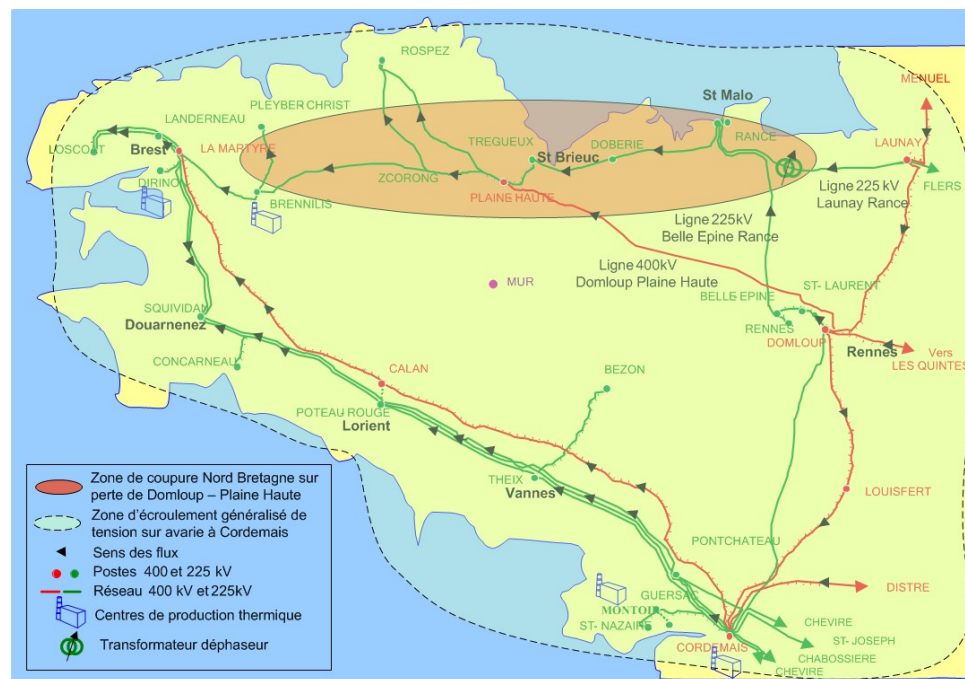 ROSPEZ
MENUEL
PLEYBER CHRIST
St Malo
LANDERNEAU
RANCE
TREGUEUX
LOSCOAT
Brest
LA MARTYRE
St Brieuc
DOBERIE
LAUNAY
DIRINON
ZCORONG
FLERS
BRENNILIS
PLAINE HAUTE
Ligne 225 kV
Launay Rance
Ligne 225kV
Belle Epine Rance
Ligne 400kV
Domloup Plaine Haute
MUR
ST- LAURENT
BELLE EPINE
SQUIVIDAN
Douarnenez
RENNES
DOMLOUP
Rennes
Vers
LES QUINTES
CONCARNEAU
CALAN
BEZON
POTEAU ROUGE
Lorient
THEIX
Vannes
LOUISFERT
PONTCHATEAU
GUERSAC
DISTRE
MONTOIR
ST- NAZAIRE
CHEVIRE
ST- JOSEPH
CORDEMAIS
CHABOSSIERE
CHEVIRE
Zone de coupure Nord Bretagne sur
perte de Domloup – Plaine Haute
Zone d'écroulement généralisé de
tension sur avarie à Cordemais
Sens des flux
Postes 400 et 225 kV
Réseau 400 kV et 225kV
Centres de production thermique
Transformateur déphaseur